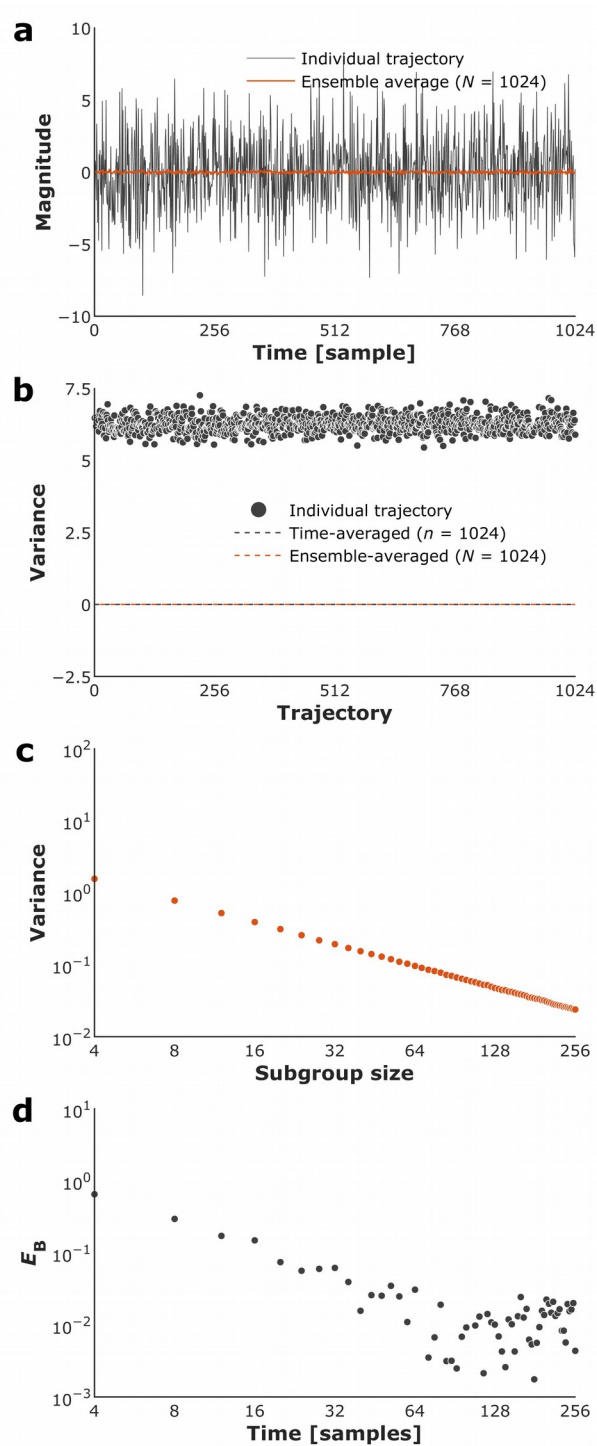 a
10
5
0
−5
−10
Magnitude
Individual trajectory
Ensemble average (N = 1024)
0 256 512 768 1024
Time [sample]
b
7.5
5
2.5
0
−2.5
Variance
Individual trajectory
Time-averaged (n = 1024)
Ensemble-averaged (N = 1024)
0 256 512 768 1024
Trajectory
c
10²
10¹
10⁰
10⁻¹
10⁻²
Variance
4 8 16 32 64 128 256
Subgroup size
d
10¹
10⁰
10⁻¹
10⁻²
10⁻³
E_B
4 8 16 32 64 128 256
Time [samples]